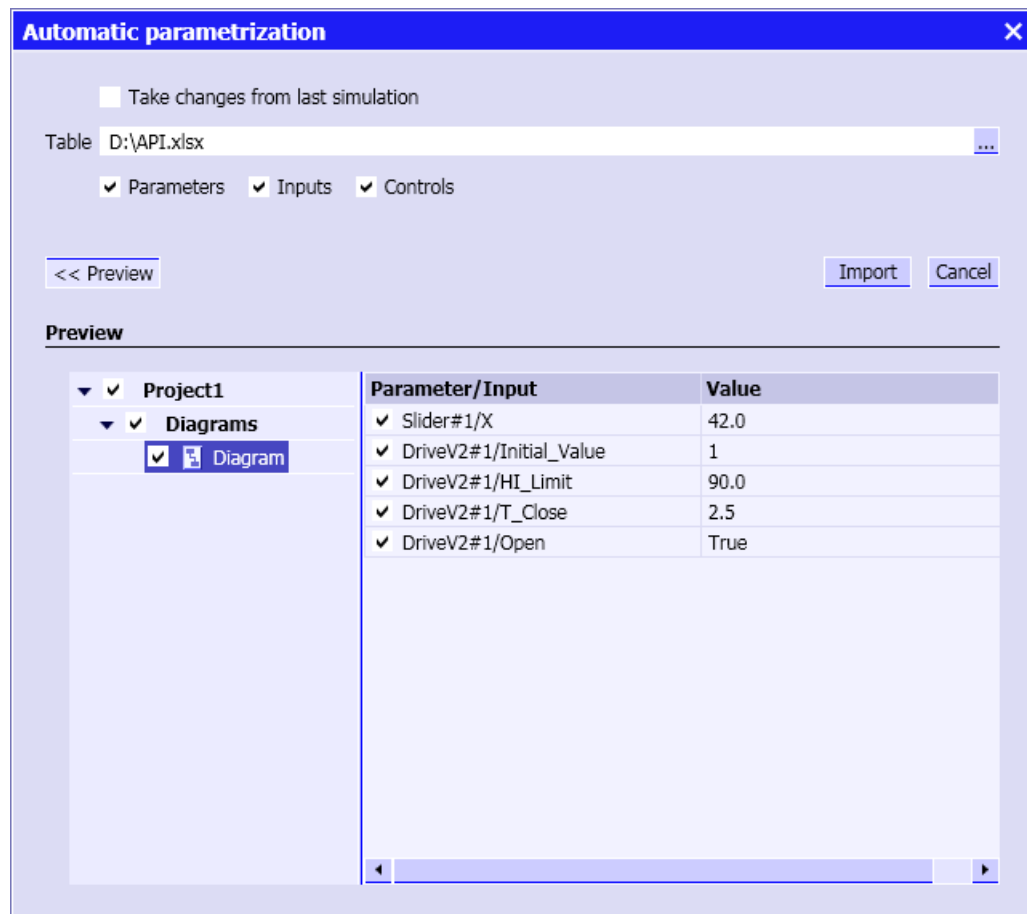 Automatic parametrization
Take changes from last simulation
Table D:\API.xlsx ...
Parameters Inputs Controls
<< Preview Import Cancel
Preview
Project1
Diagrams
Diagram
Parameter/Input Value
Slider#1/X 42.0
DriveV2#1/Initial_Value 1
DriveV2#1/HI_Limit 90.0
DriveV2#1/T_Close 2.5
DriveV2#1/Open True